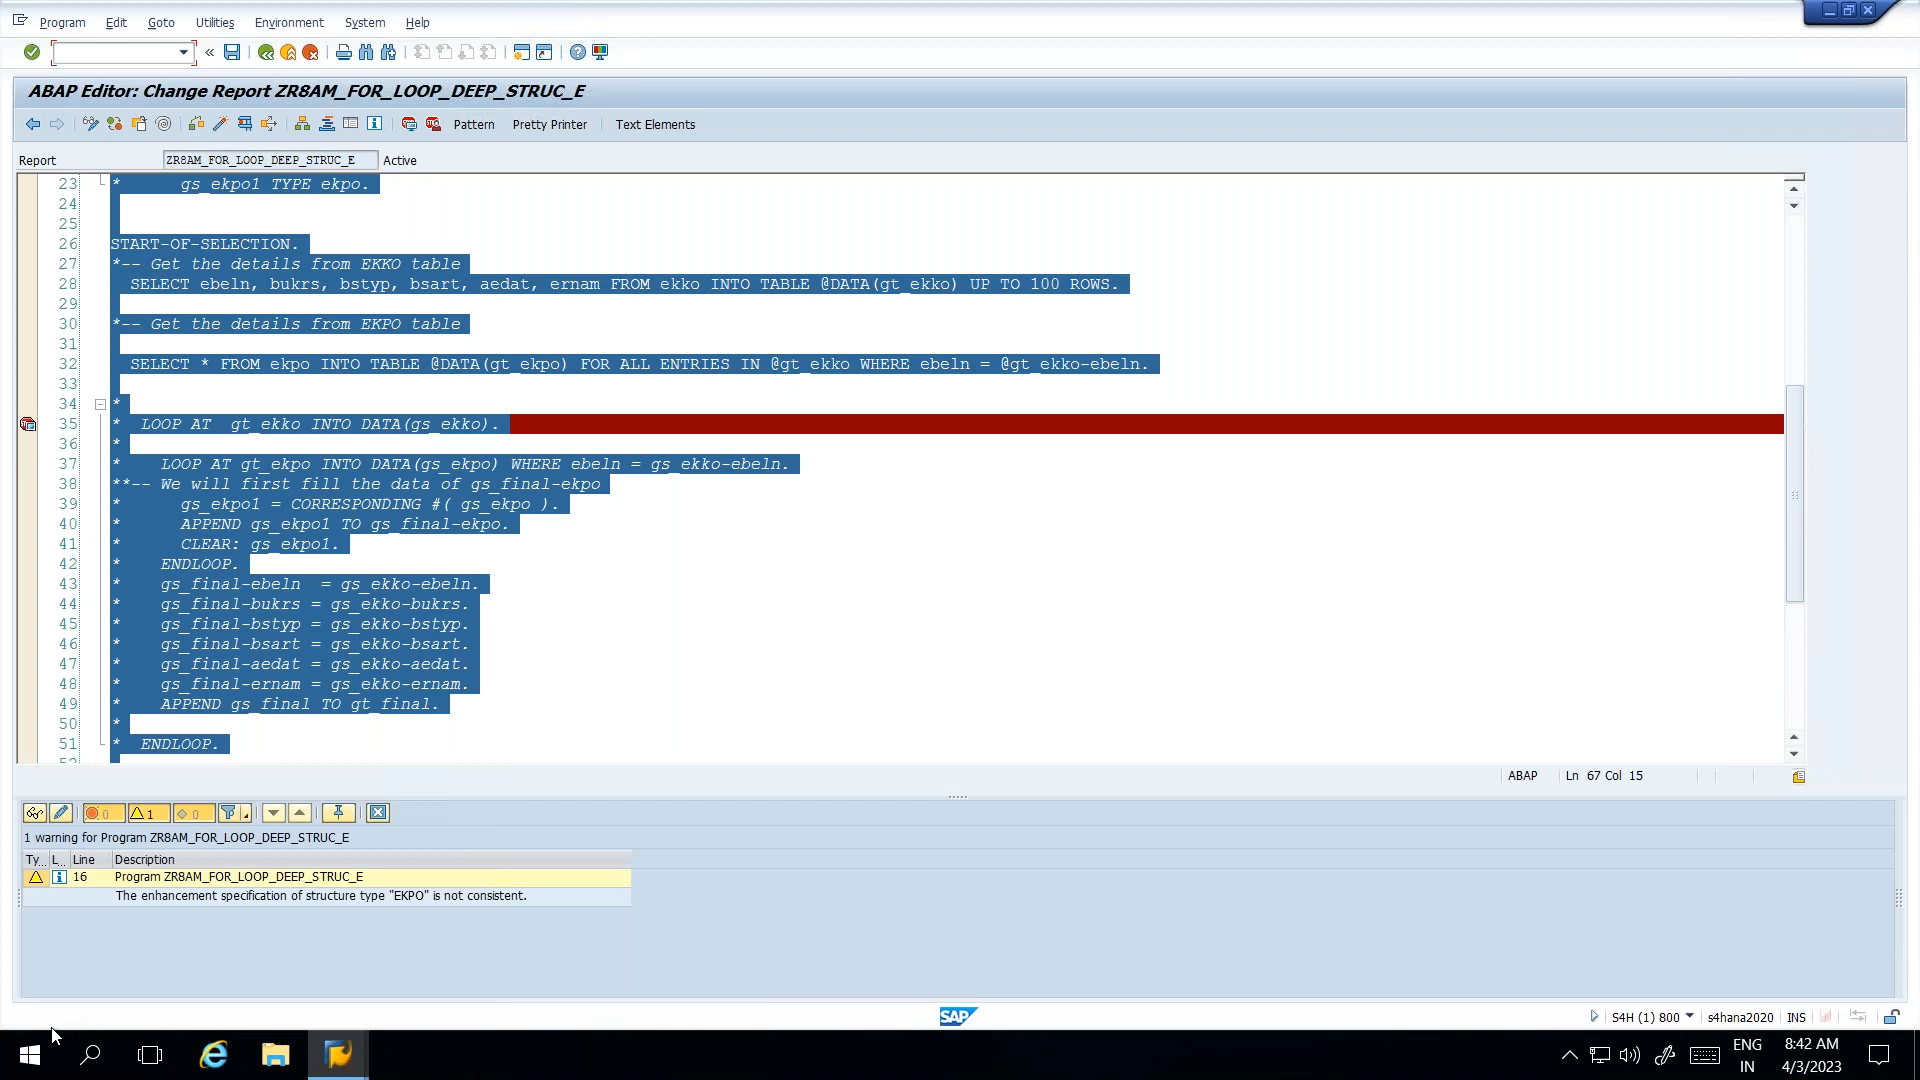 Program Edit Goto Utilities Environment System Help
«
ABAP Editor: Change Report ZR8AM_FOR_LOOP_DEEP_STRUC_E
Pattern Pretty Printer Text Elements
Report ZR8AM_FOR_LOOP_DEEP_STRUC_E Active
23 * gs_ekpo1 TYPE ekpo.
24
25
26 START-OF-SELECTION.
27 *-- Get the details from EKKO table
28 SELECT ebeln, bukrs, bstyp, bsart, aedat, ernam FROM ekko INTO TABLE @DATA(gt_ekko) UP TO 100 ROWS.
29
30 *-- Get the details from EKPO table
31
32 SELECT * FROM ekpo INTO TABLE @DATA(gt_ekpo) FOR ALL ENTRIES IN @gt_ekko WHERE ebeln = @gt_ekko-ebeln.
33
34 *
35 * LOOP AT gt_ekko INTO DATA(gs_ekko).
36 *
37 * LOOP AT gt_ekpo INTO DATA(gs_ekpo) WHERE ebeln = gs_ekko-ebeln.
38 **-- We will first fill the data of gs_final-ekpo
39 * gs_ekpo1 = CORRESPONDING #( gs_ekpo ).
40 * APPEND gs_ekpo1 TO gs_final-ekpo.
41 * CLEAR: gs_ekpo1.
42 * ENDLOOP.
43 * gs_final-ebeln = gs_ekko-ebeln.
44 * gs_final-bukrs = gs_ekko-bukrs.
45 * gs_final-bstyp = gs_ekko-bstyp.
46 * gs_final-bsart = gs_ekko-bsart.
47 * gs_final-aedat = gs_ekko-aedat.
48 * gs_final-ernam = gs_ekko-ernam.
49 * APPEND gs_final TO gt_final.
50 *
51 * ENDLOOP.
52
ABAP Ln 67 Col 15
0 1 0
1 warning for Program ZR8AM_FOR_LOOP_DEEP_STRUC_E
Ty... L... Line Description
16 Program ZR8AM_FOR_LOOP_DEEP_STRUC_E
The enhancement specification of structure type "EKPO" is not consistent.
SAP
S4H (1) 800 s4hana2020 INS
ENG 8:42 AM
IN 4/3/2023